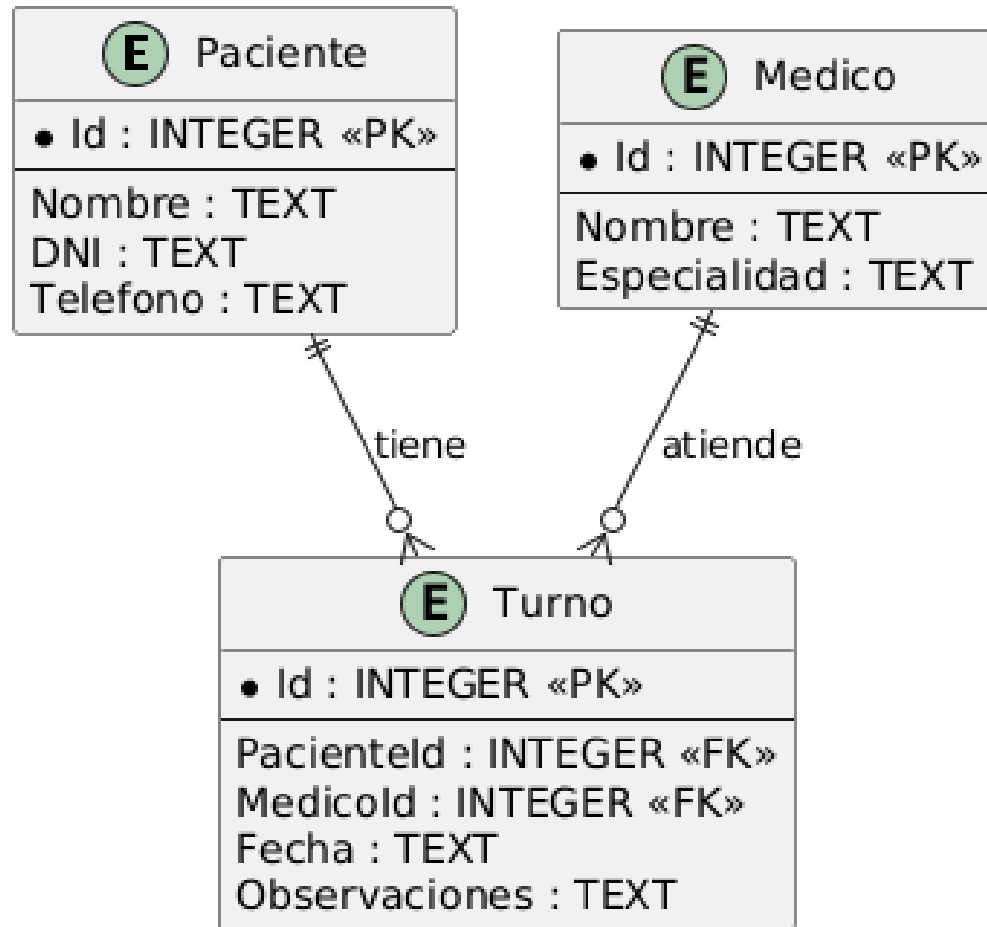 E Paciente
Id : INTEGER «PK»
Nombre : TEXT
DNI : TEXT
Telefono : TEXT
E Medico
Id : INTEGER «PK»
Nombre : TEXT
Especialidad : TEXT
tiene
atiende
E Turno
Id : INTEGER «PK»
PacienteId : INTEGER «FK»
MedicoId : INTEGER «FK»
Fecha : TEXT
Observaciones : TEXT